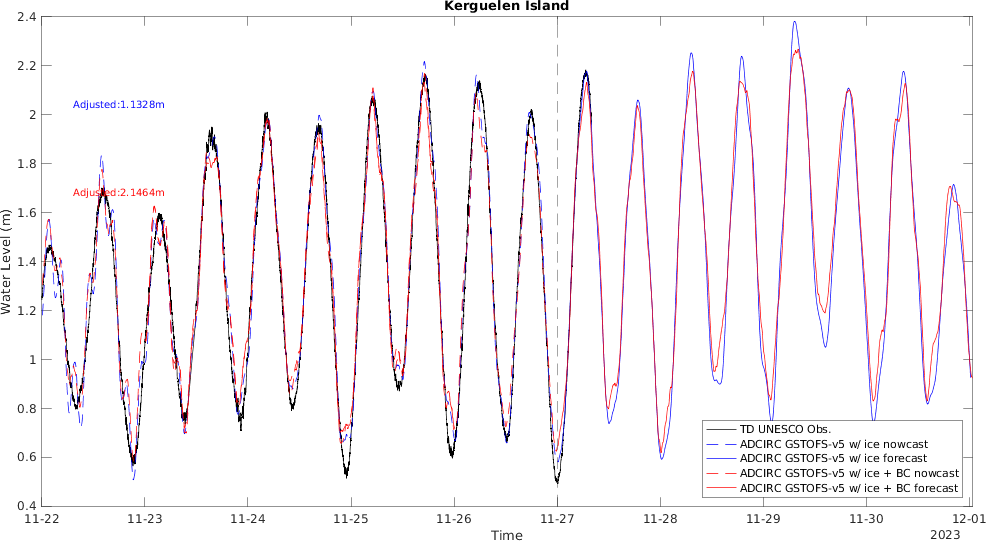 Kerguelen Island
2.4
2.2
2
1.8
1.6
1.4
1.2
1
0.8
0.6
0.4
Water Level (m)
Adjusted:1.1328m
Adjusted:2.1464m
TD UNESCO Obs.
ADCIRC GSTOFS-v5 w/ ice nowcast
ADCIRC GSTOFS-v5 w/ ice forecast
ADCIRC GSTOFS-v5 w/ ice + BC nowcast
ADCIRC GSTOFS-v5 w/ ice + BC forecast
11-22 11-23 11-24 11-25 11-26 11-27 11-28 11-29 11-30 12-01
Time
2023